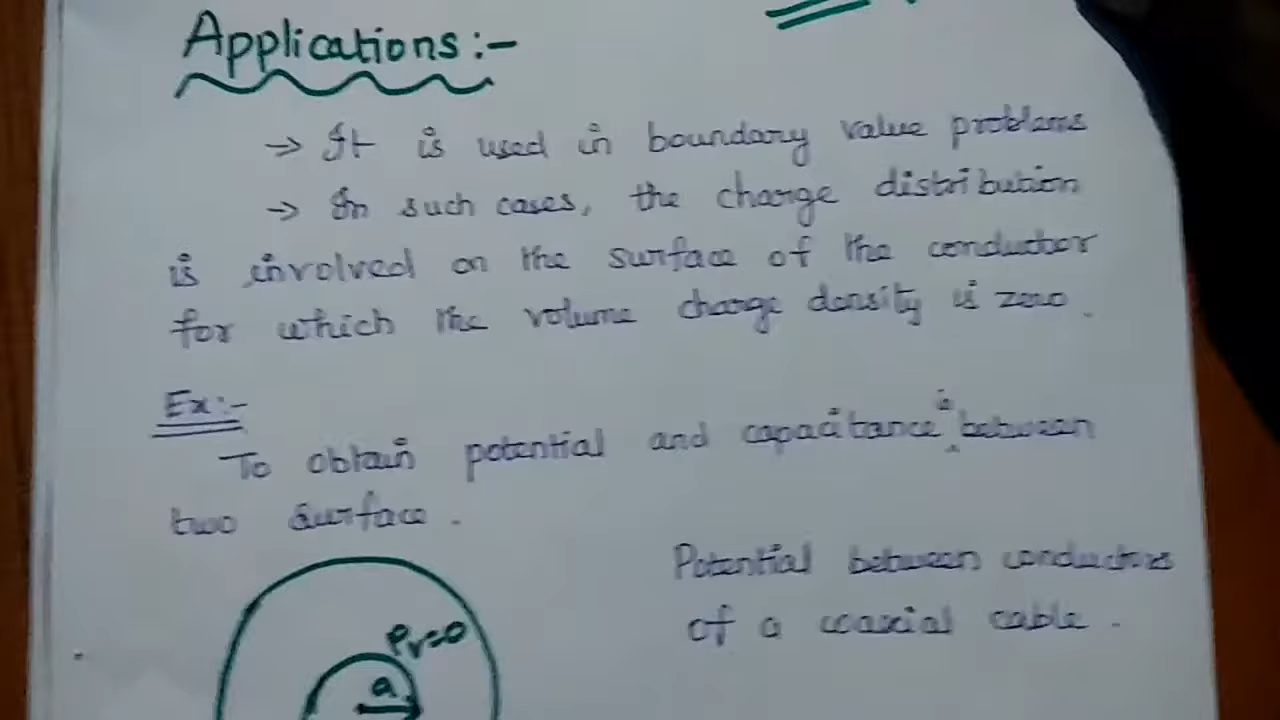 Applications:-
→ It is used in boundary value problems
→ In such cases, the charge distribution
is involved on the surface of the conductor
for which the volume charge density is zero.
Ex:-
To obtain potential and capacitance is between
two surface.
Potential between conductors
of a coaxial cable.
ρv=0
a